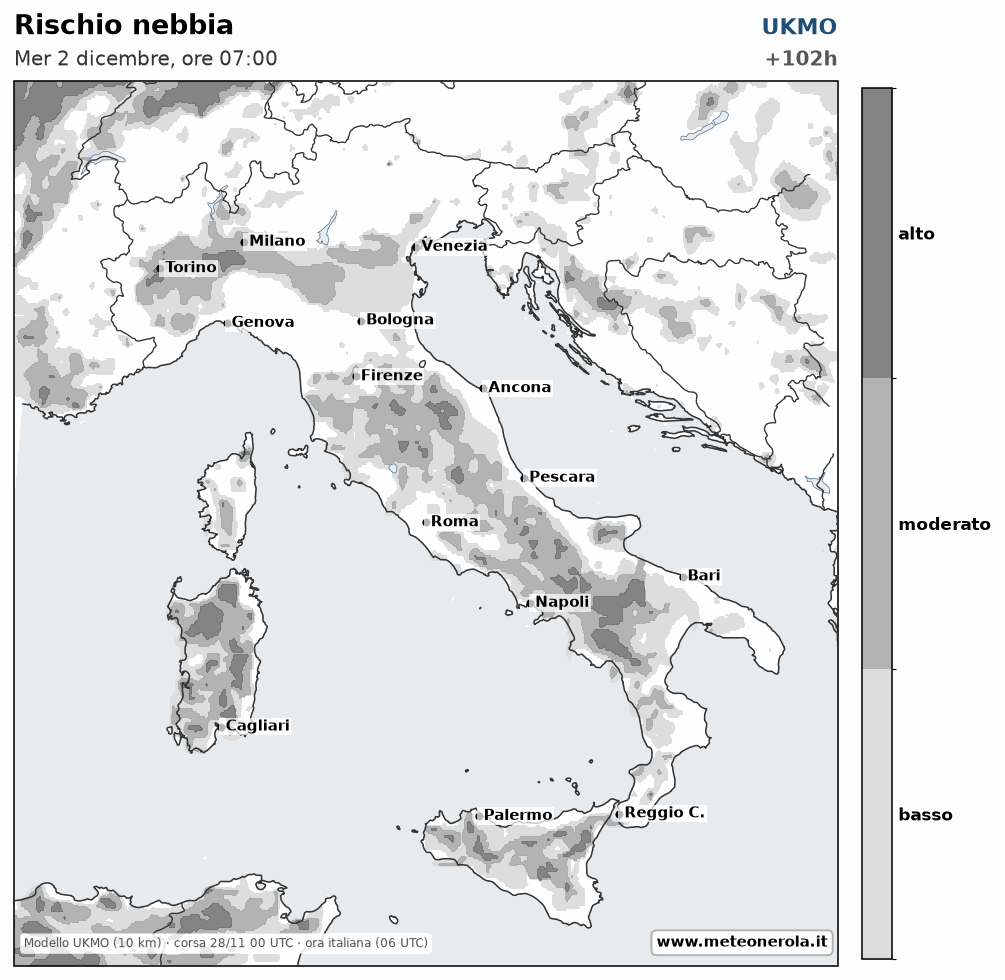 Rischio nebbia
UKMO
Mer 2 dicembre, ore 07:00
+102h
alto
moderato
basso
Milano
Venezia
Torino
Genova
Bologna
Firenze
Ancona
Pescara
Roma
Bari
Napoli
Cagliari
Palermo
Reggio C.
Modello UKMO (10 km) · corsa 28/11 00 UTC · ora italiana (06 UTC)
www.meteonerola.it